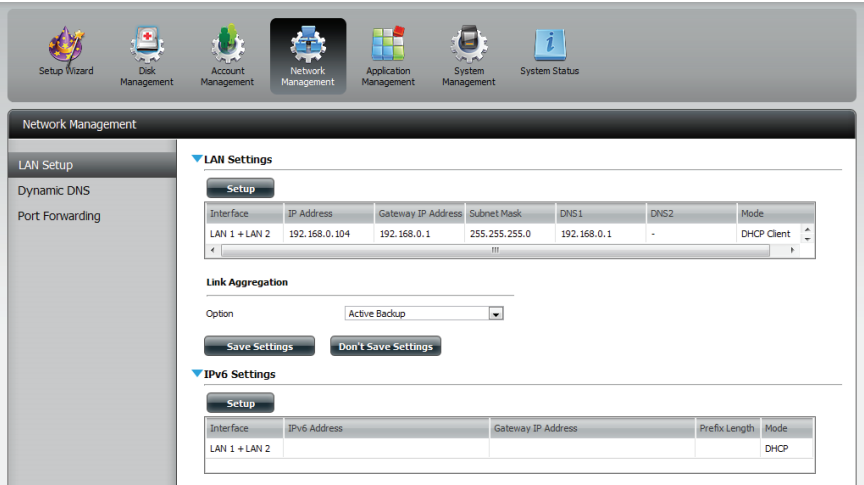 Setup Wizard Disk Management Account Management Network Management Application Management System Management System Status
Network Management
LAN Setup
Dynamic DNS
Port Forwarding
LAN Settings
Setup
Interface IP Address Gateway IP Address Subnet Mask DNS1 DNS2 Mode
LAN 1 + LAN 2 192.168.0.104 192.168.0.1 255.255.255.0 192.168.0.1 - DHCP Client
Link Aggregation
Option Active Backup
Save Settings Don't Save Settings
IPv6 Settings
Setup
Interface IPv6 Address Gateway IP Address Prefix Length Mode
LAN 1 + LAN 2 DHCP